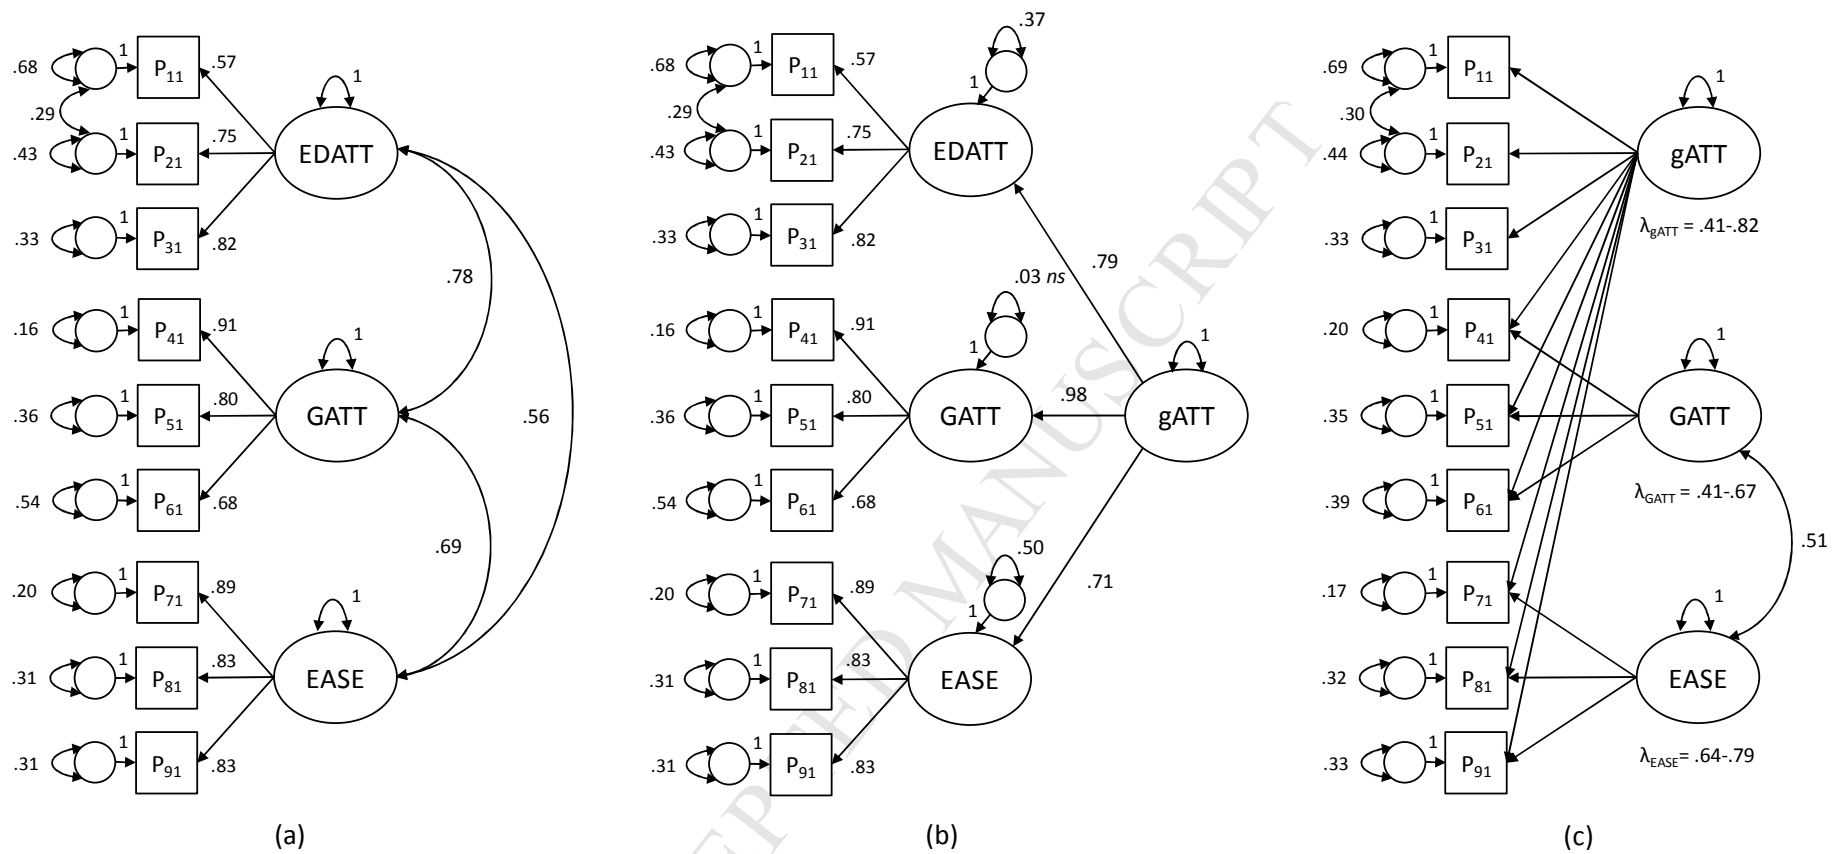 .68
1
P11
.57
1
.29
.43
1
P21
.75
EDATT
.33
1
P31
.82
.78
.16
1
P41
.91
1
.36
1
P51
.80
GATT
.56
.54
1
P61
.68
.69
.20
1
P71
.89
1
.31
1
P81
.83
EASE
.31
1
P91
.83
(a)
.37
.68
1
P11
.57
1
.29
.43
1
P21
.75
EDATT
.33
1
P31
.82
.79
.03 ns
.16
1
P41
.91
1
1
.36
1
P51
.80
GATT
.98
gATT
.54
1
P61
.68
.50
.71
.20
1
P71
.89
1
.31
1
P81
.83
EASE
.31
1
P91
.83
(b)
.69
1
P11
1
.30
.44
1
P21
gATT
.33
1
P31
λgATT = .41-.82
.20
1
P41
1
.35
1
P51
GATT
.39
1
P61
λGATT = .41-.67
.51
.17
1
P71
1
.32
1
P81
EASE
.33
1
P91
λEASE= .64-.79
(c)
EPTED MANUSCRIPT